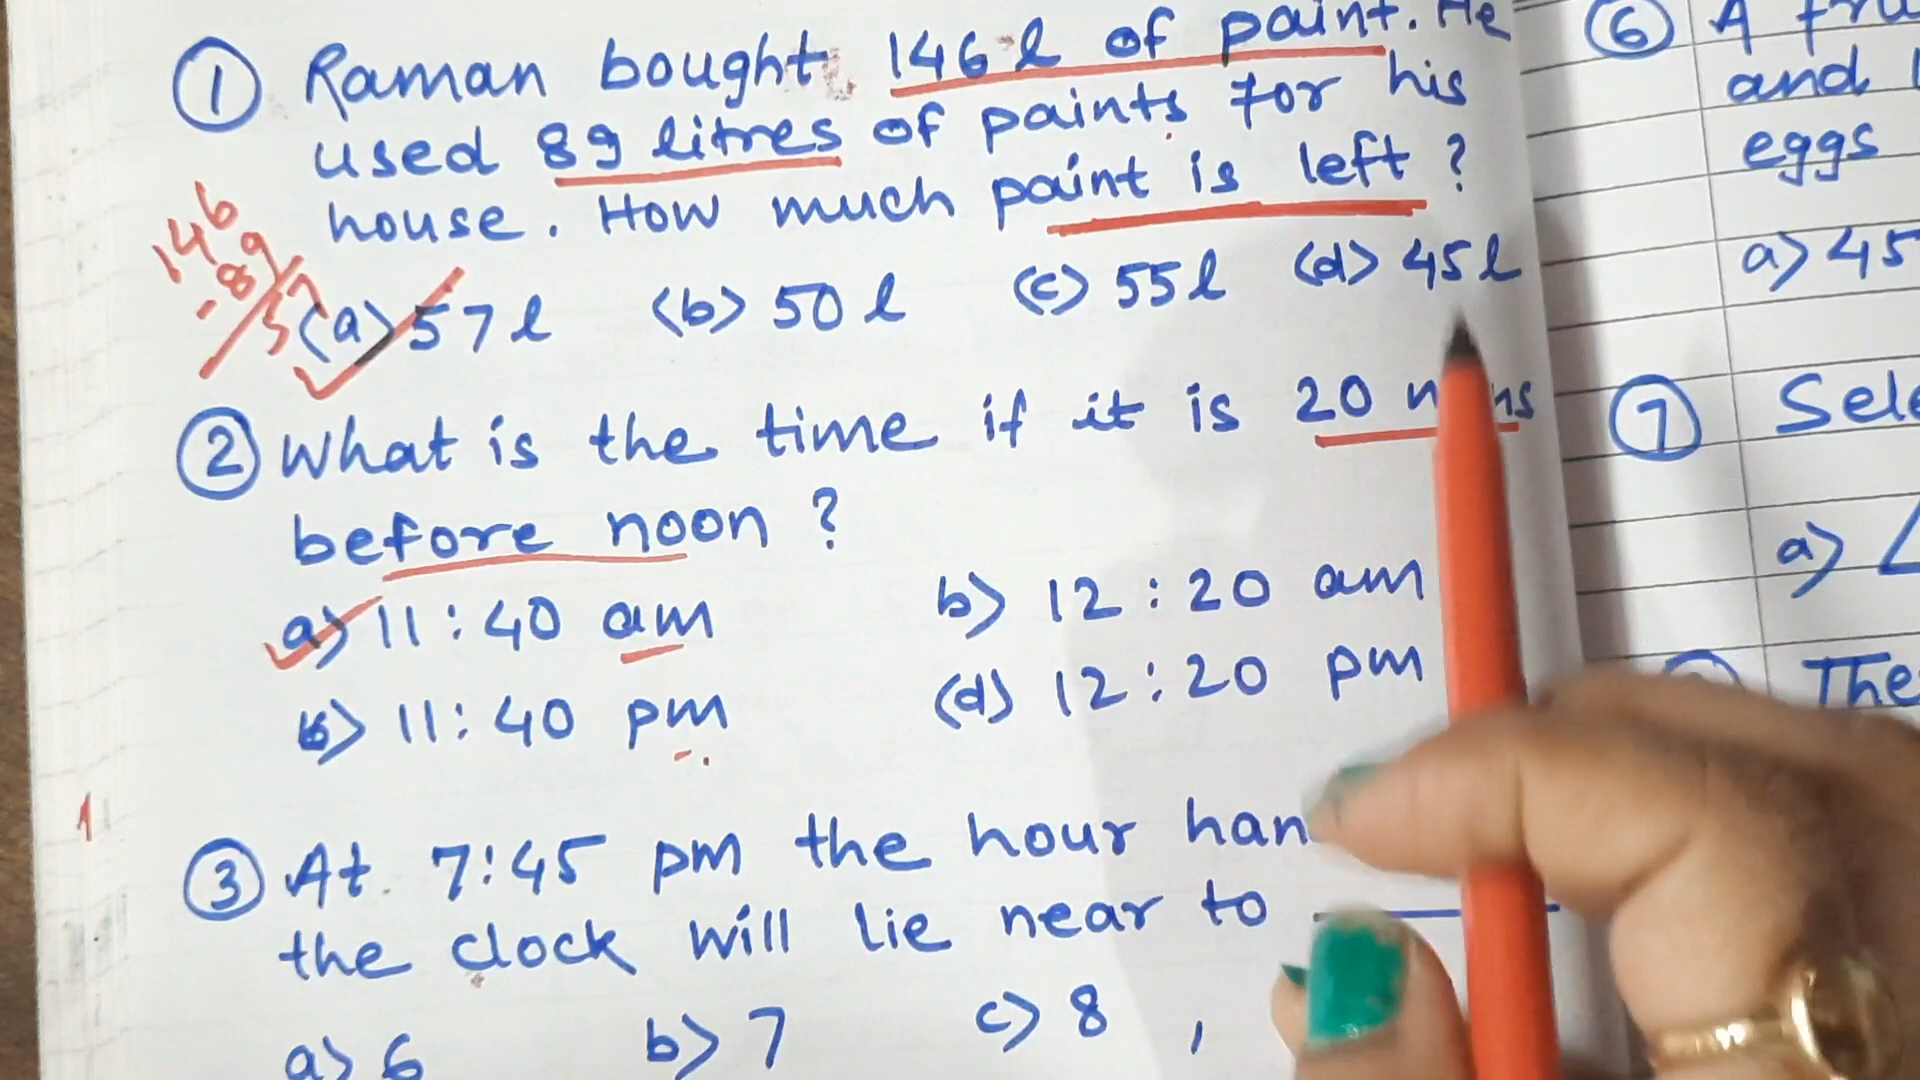 ① Raman bought 146 l of paint. He
used 89 litres of paints for his
house. How much paint is left ?
146
- 89
57
(a) 57 l (b) 50 l (c) 55 l (d) 45 l
② What is the time if it is 20
before noon ?
a) 11 : 40 am b) 12 : 20 am
b) 11 : 40 pm (d) 12 : 20 pm
③ At 7:45 pm the hour
the clock will lie near to
a) 6 b) 7 c) 8
⑥ A
and
eggs
a) 45
⑦
a)